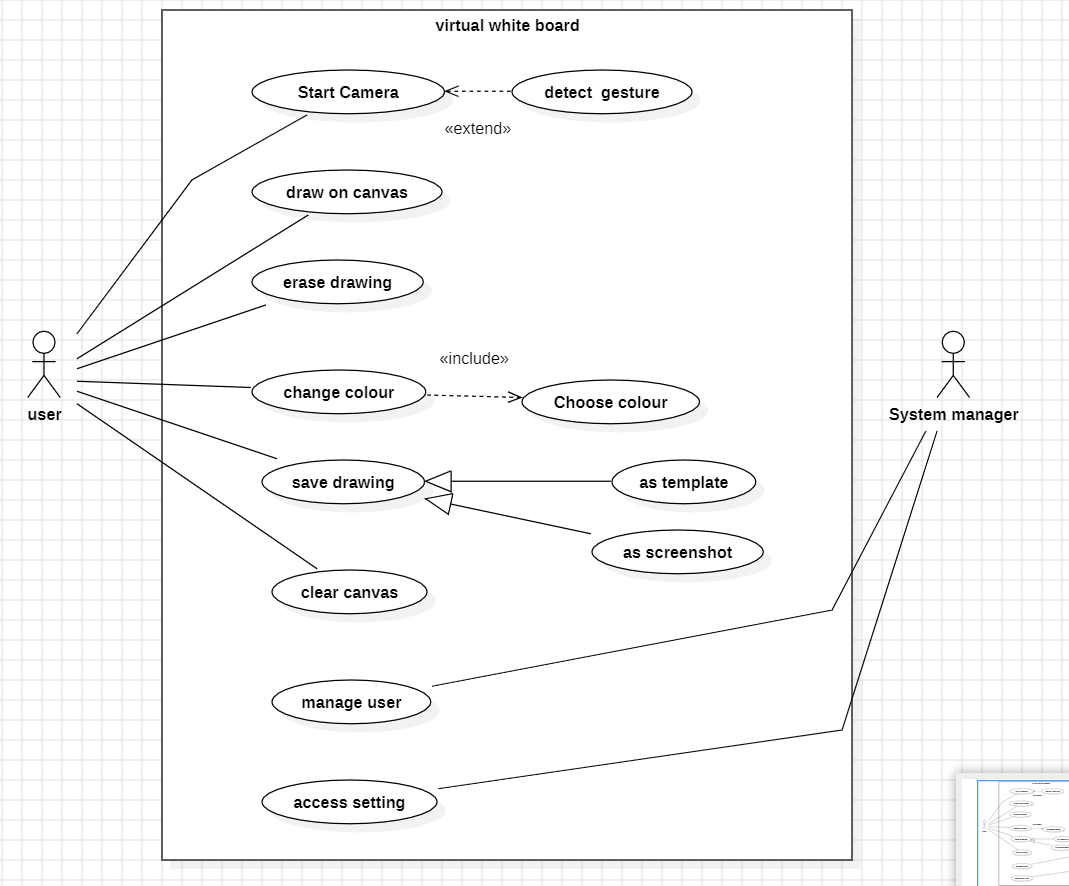 virtual white board
Start Camera
detect  gesture
«extend»
draw on canvas
erase drawing
«include»
change colour
Choose colour
user
System manager
save drawing
as template
as screenshot
clear canvas
manage user
access setting